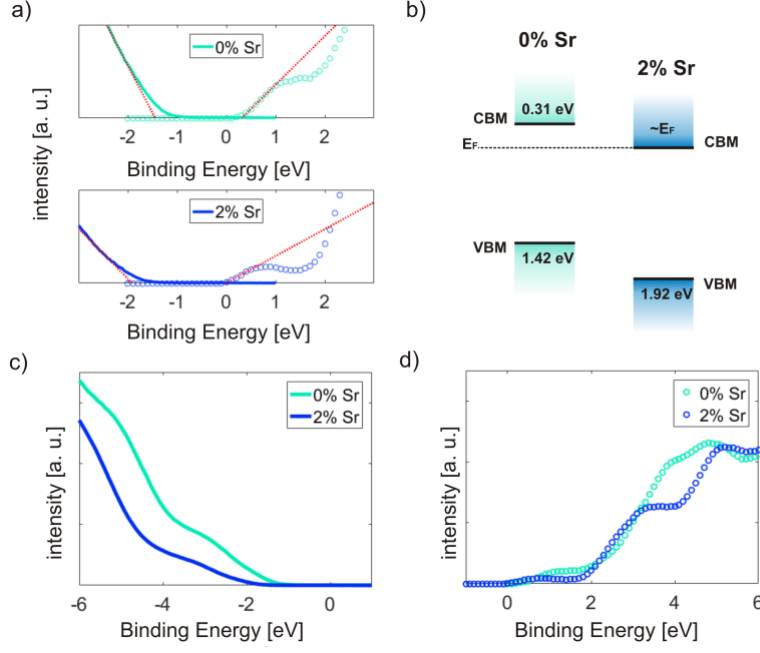 a)
0% Sr
-2 -1 0 1 2
Binding Energy [eV]
2% Sr
-2 -1 0 1 2
Binding Energy [eV]
intensity [a. u.]
b)
0% Sr
2% Sr
CBM
0.31 eV
EF
~EF
CBM
VBM
1.42 eV
1.92 eV
VBM
c)
0% Sr
2% Sr
intensity [a. u.]
-6 -4 -2 0
Binding Energy [eV]
d)
0% Sr
2% Sr
intensity [a. u.]
0 2 4 6
Binding Energy [eV]